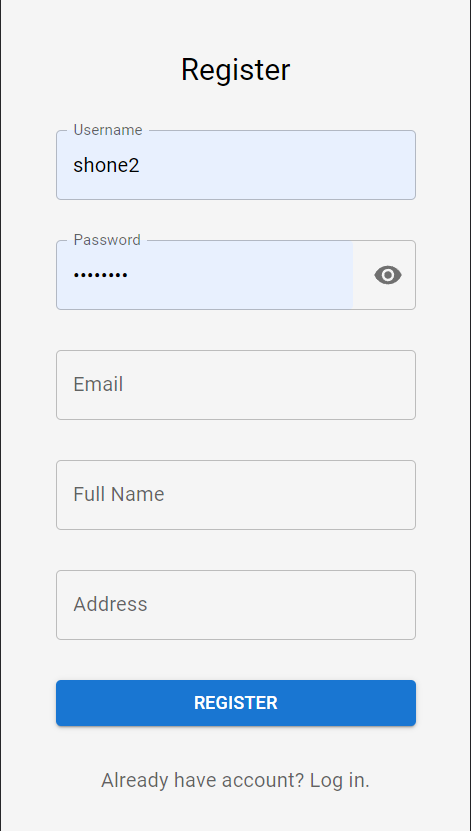 Register
Username
shone2
Password
••••••••
Email
Full Name
Address
REGISTER
Already have account? Log in.